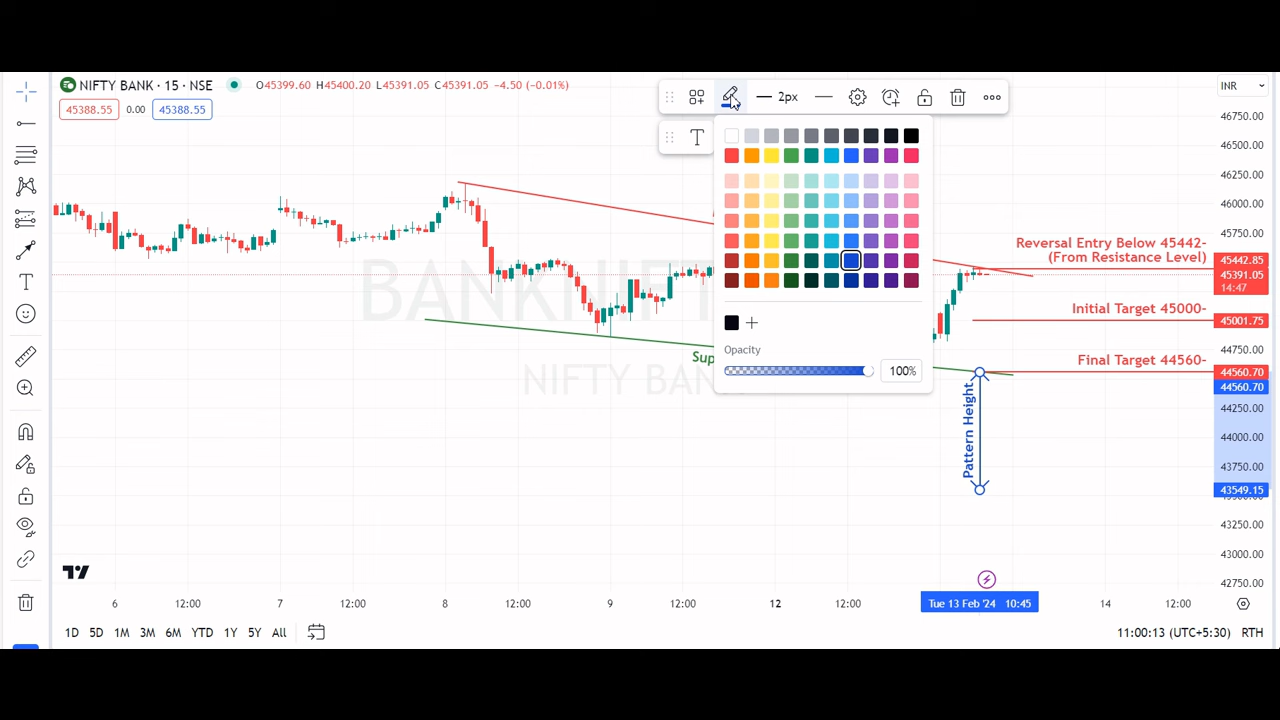 NIFTY BANK · 15 · NSE
O45399.60 H45400.20 L45391.05 C45391.05 −4.50 (−0.01%)
45388.55 0.00 45388.55
2px
T
INR
46750.00
46500.00
46250.00
46000.00
45750.00
Reversal Entry Below 45442-
(From Resistance Level)
45442.85
45391.05
14:47
Initial Target 45000-
45001.75
44750.00
Final Target 44560-
44560.70
44560.70
44250.00
44000.00
43750.00
43549.15
43250.00
43000.00
42750.00
BANKNIFT
NIFTY BAN
Sup
Opacity
100%
Pattern Height
6 12:00 7 12:00 8 12:00 9 12:00 12 12:00 Tue 13 Feb '24 10:45 14 12:00
1D 5D 1M 3M 6M YTD 1Y 5Y All
11:00:13 (UTC+5:30) RTH